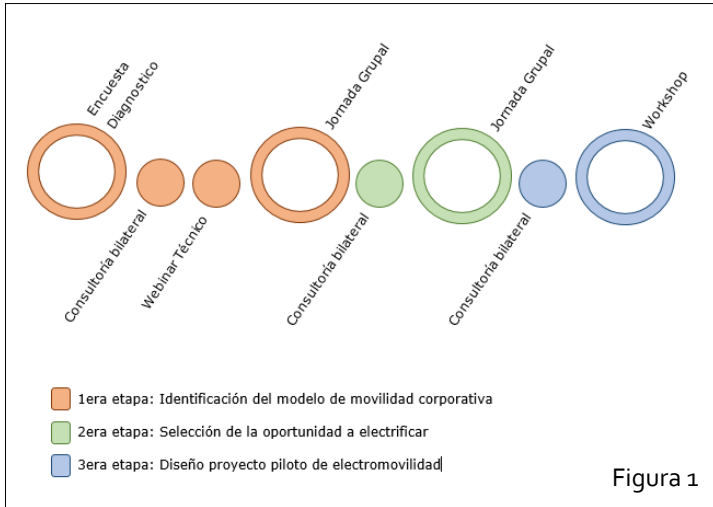 Encuesta
Diagnostico
Consultoría bilateral
Webinar Técnico
Jornada Grupal
Consultoría bilateral
Jornada Grupal
Consultoría bilateral
Workshop
1era etapa: Identificación del modelo de movilidad corporativa
2era etapa: Selección de la oportunidad a electrificar
3era etapa: Diseño proyecto piloto de electromovilidad
Figura 1